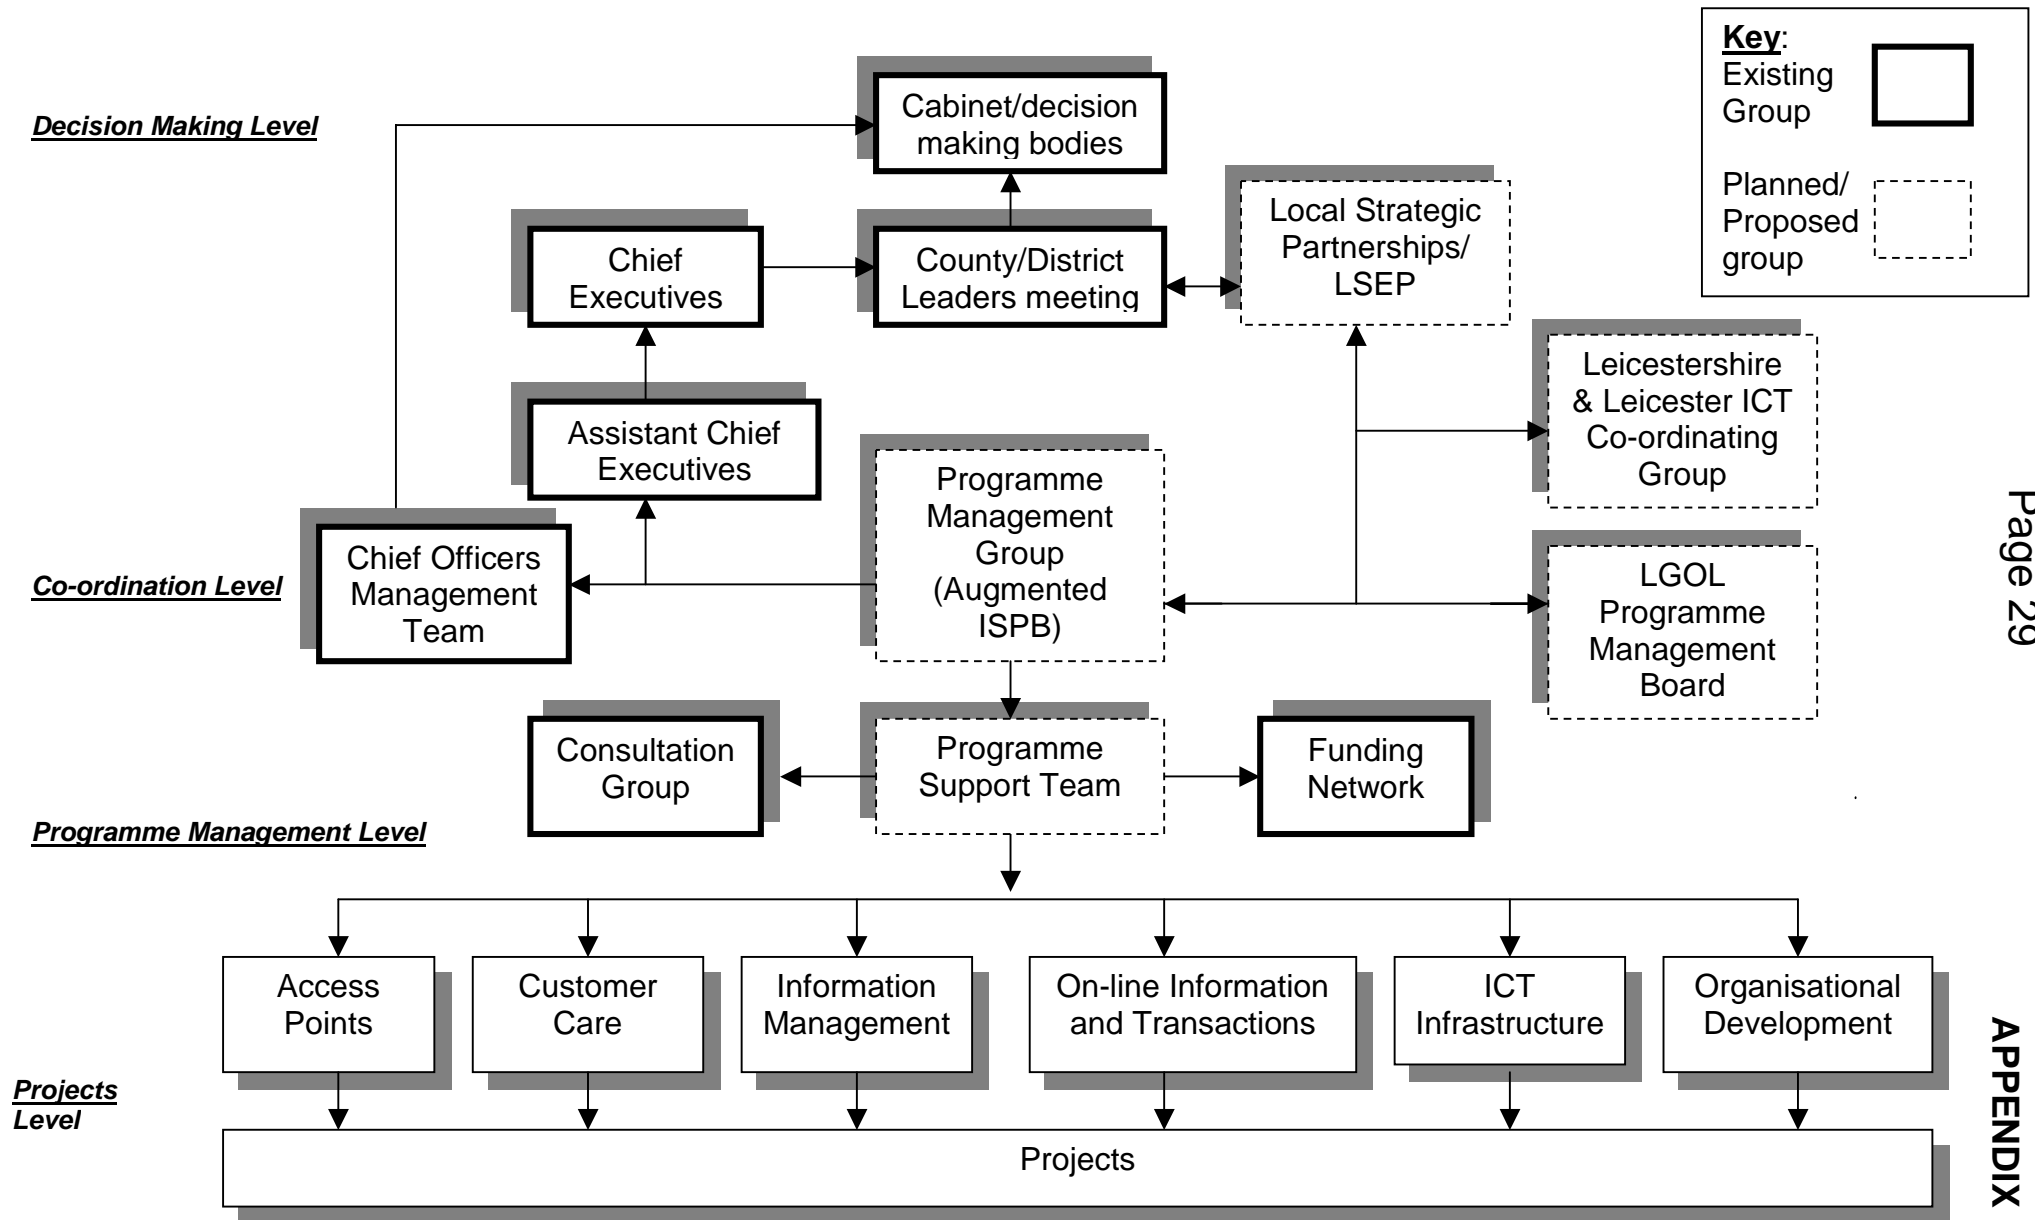 Key:
Existing
Group
Planned/
Proposed
group
Decision Making Level
Cabinet/decision
making bodies
Local Strategic
Partnerships/
LSEP
Chief
Executives
County/District
Leaders meeting
Leicestershire
& Leicester ICT
Co-ordinating
Group
Assistant Chief
Executives
Programme
Management
Group
(Augmented
ISPB)
Co-ordination Level
Chief Officers
Management
Team
LGOL
Programme
Management
Board
Page 29
Consultation
Group
Programme
Support Team
Funding
Network
Programme Management Level
Access
Points
Customer
Care
Information
Management
On-line Information
and Transactions
ICT
Infrastructure
Organisational
Development
Projects
Level
Projects
APPENDIX